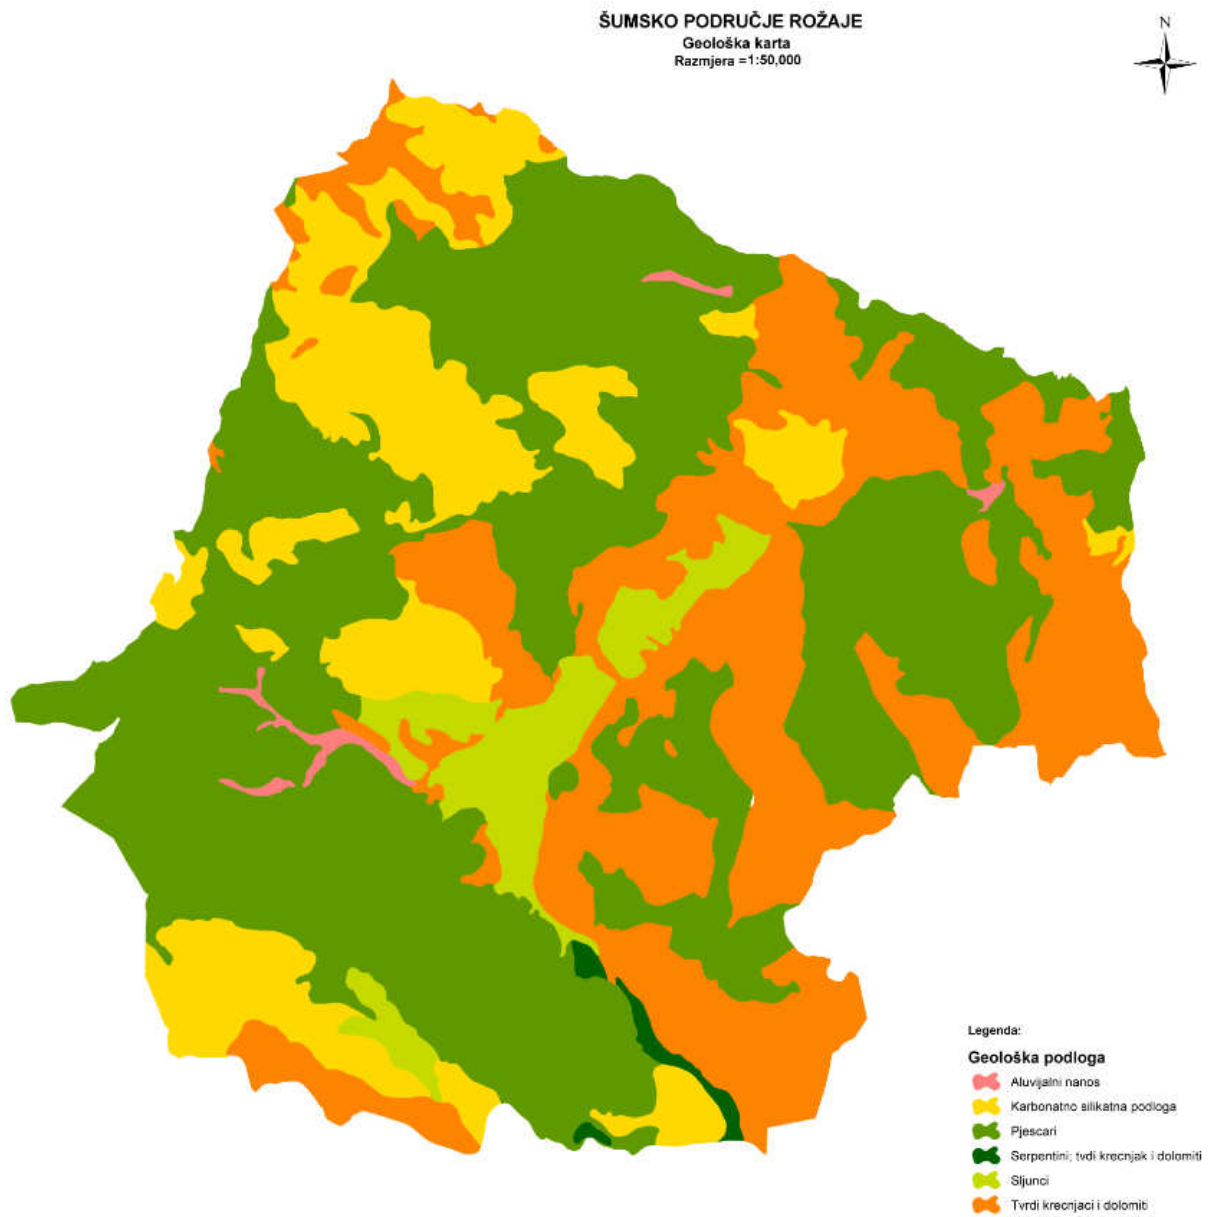 ŠUMSKO PODRUČJE ROŽAJE
Geološka karta
Razmjera =1:50,000
N
Legenda:
Geološka podloga
Aluvijalni nanos
Karbonatno silikatna podloga
Pjescari
Serpentini; tvdi krecnjak i dolomiti
Sljunci
Tvrdi krecnjaci i dolomiti